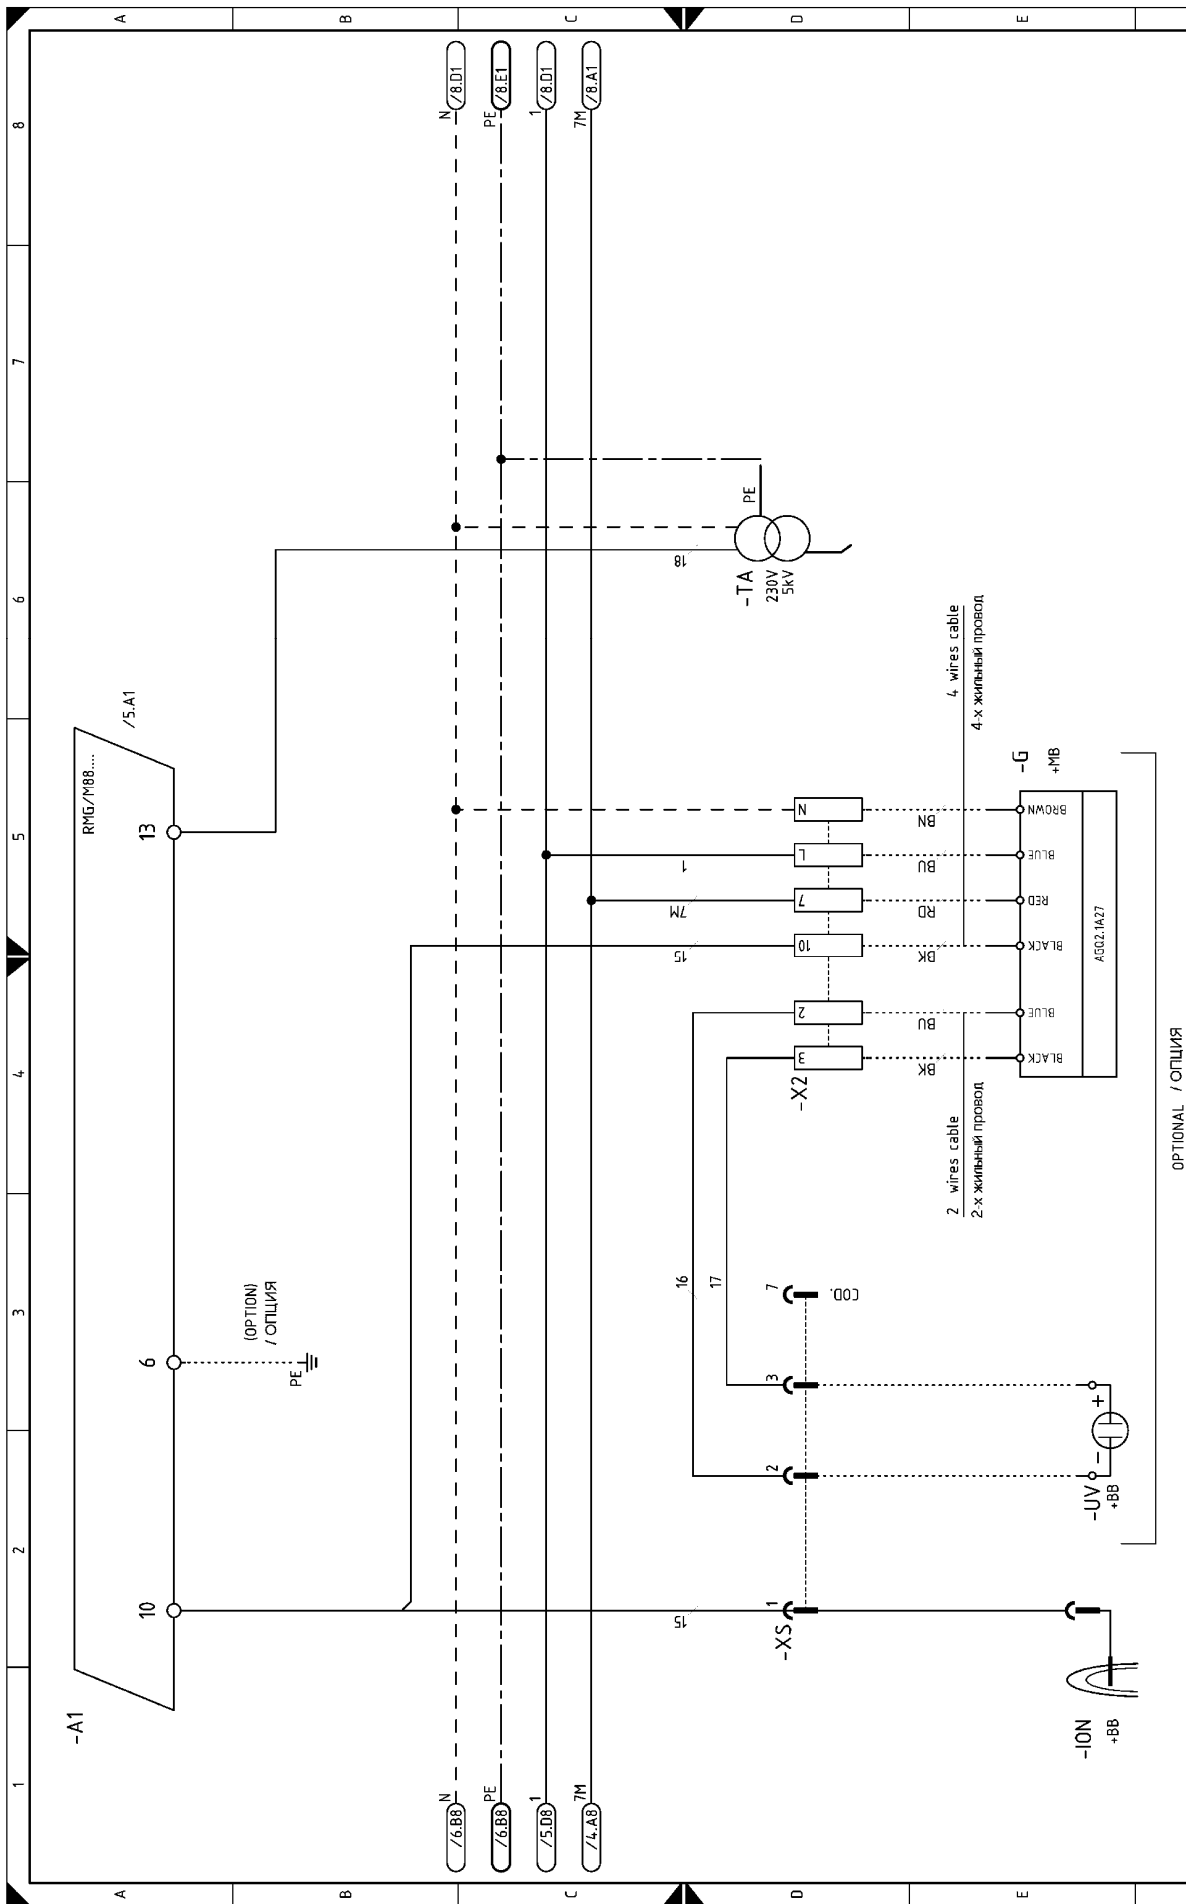 1
2
3
4
5
6
7
8
A
A
B
B
C
C
D
D
E
E
-A1
RMG/M88....
/5.A1
10
6
13
PE
(OPTION)
/ ОПЦИЯ
/6.B8
N
N
/8.D1
/6.B8
PE
PE
/8.E1
/5.D8
1
1
/8.D1
/4.A8
7M
7M
/8.A1
15
15
7M
1
18
16
17
-XS
1
2
3
7
COD.
-X2
3
2
10
7
L
N
-TA
230V
5kV
PE
BK
BU
BK
RD
BU
BN
2 wires cable
2-х жильный провод
4 wires cable
4-х жильный провод
BLACK
BLUE
BLACK
RED
BLUE
BROWN
-G
+MB
AGQ2.1A27
-ION
+BB
-UV
+BB
-
+
OPTIONAL / ОПЦИЯ